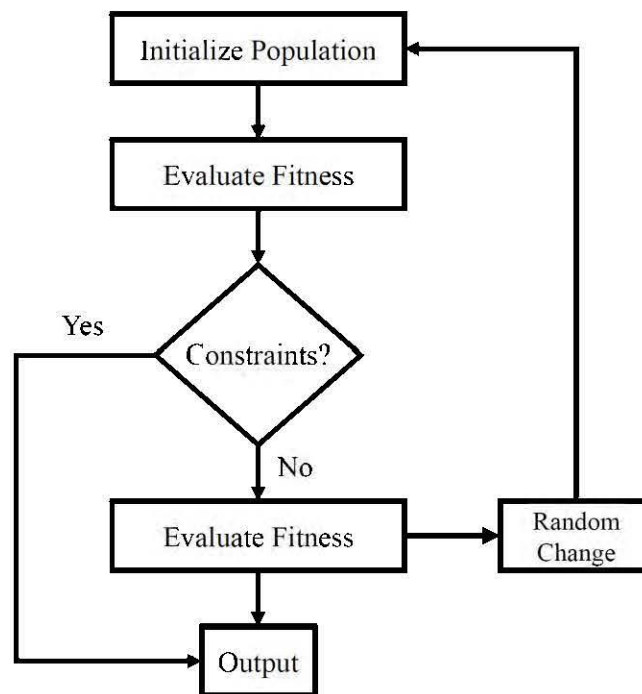 Initialize Population
Evaluate Fitness
Yes
Constraints?
No
Evaluate Fitness
Random
Change
Output